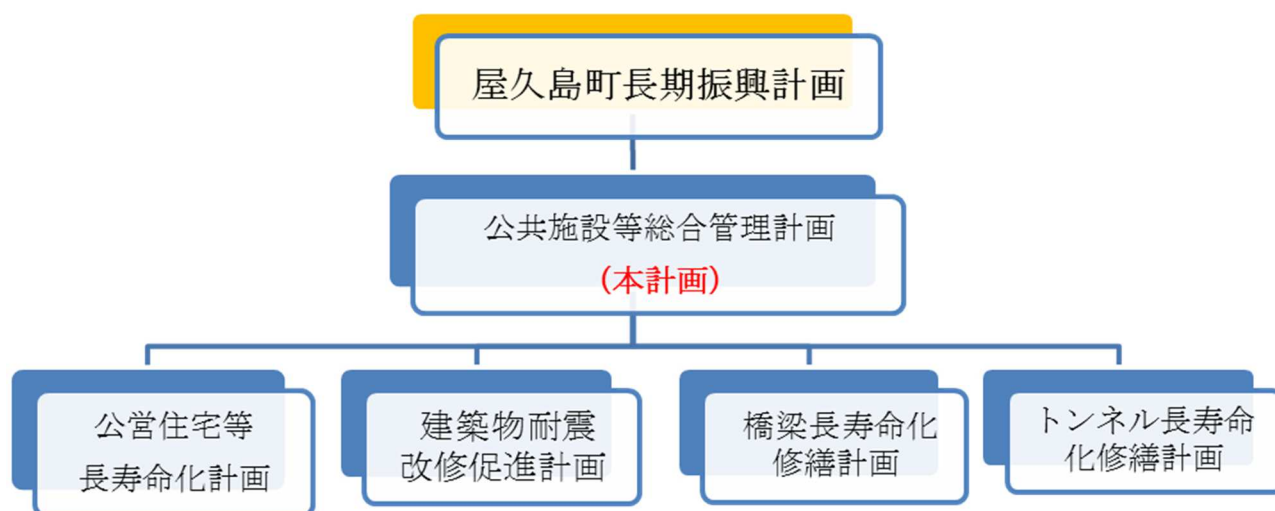 屋久島町長期振興計画
公共施設等総合管理計画
(本計画)
公営住宅等
長寿命化計画
建築物耐震
改修促進計画
橋梁長寿命化
修繕計画
トンネル長寿命
化修繕計画